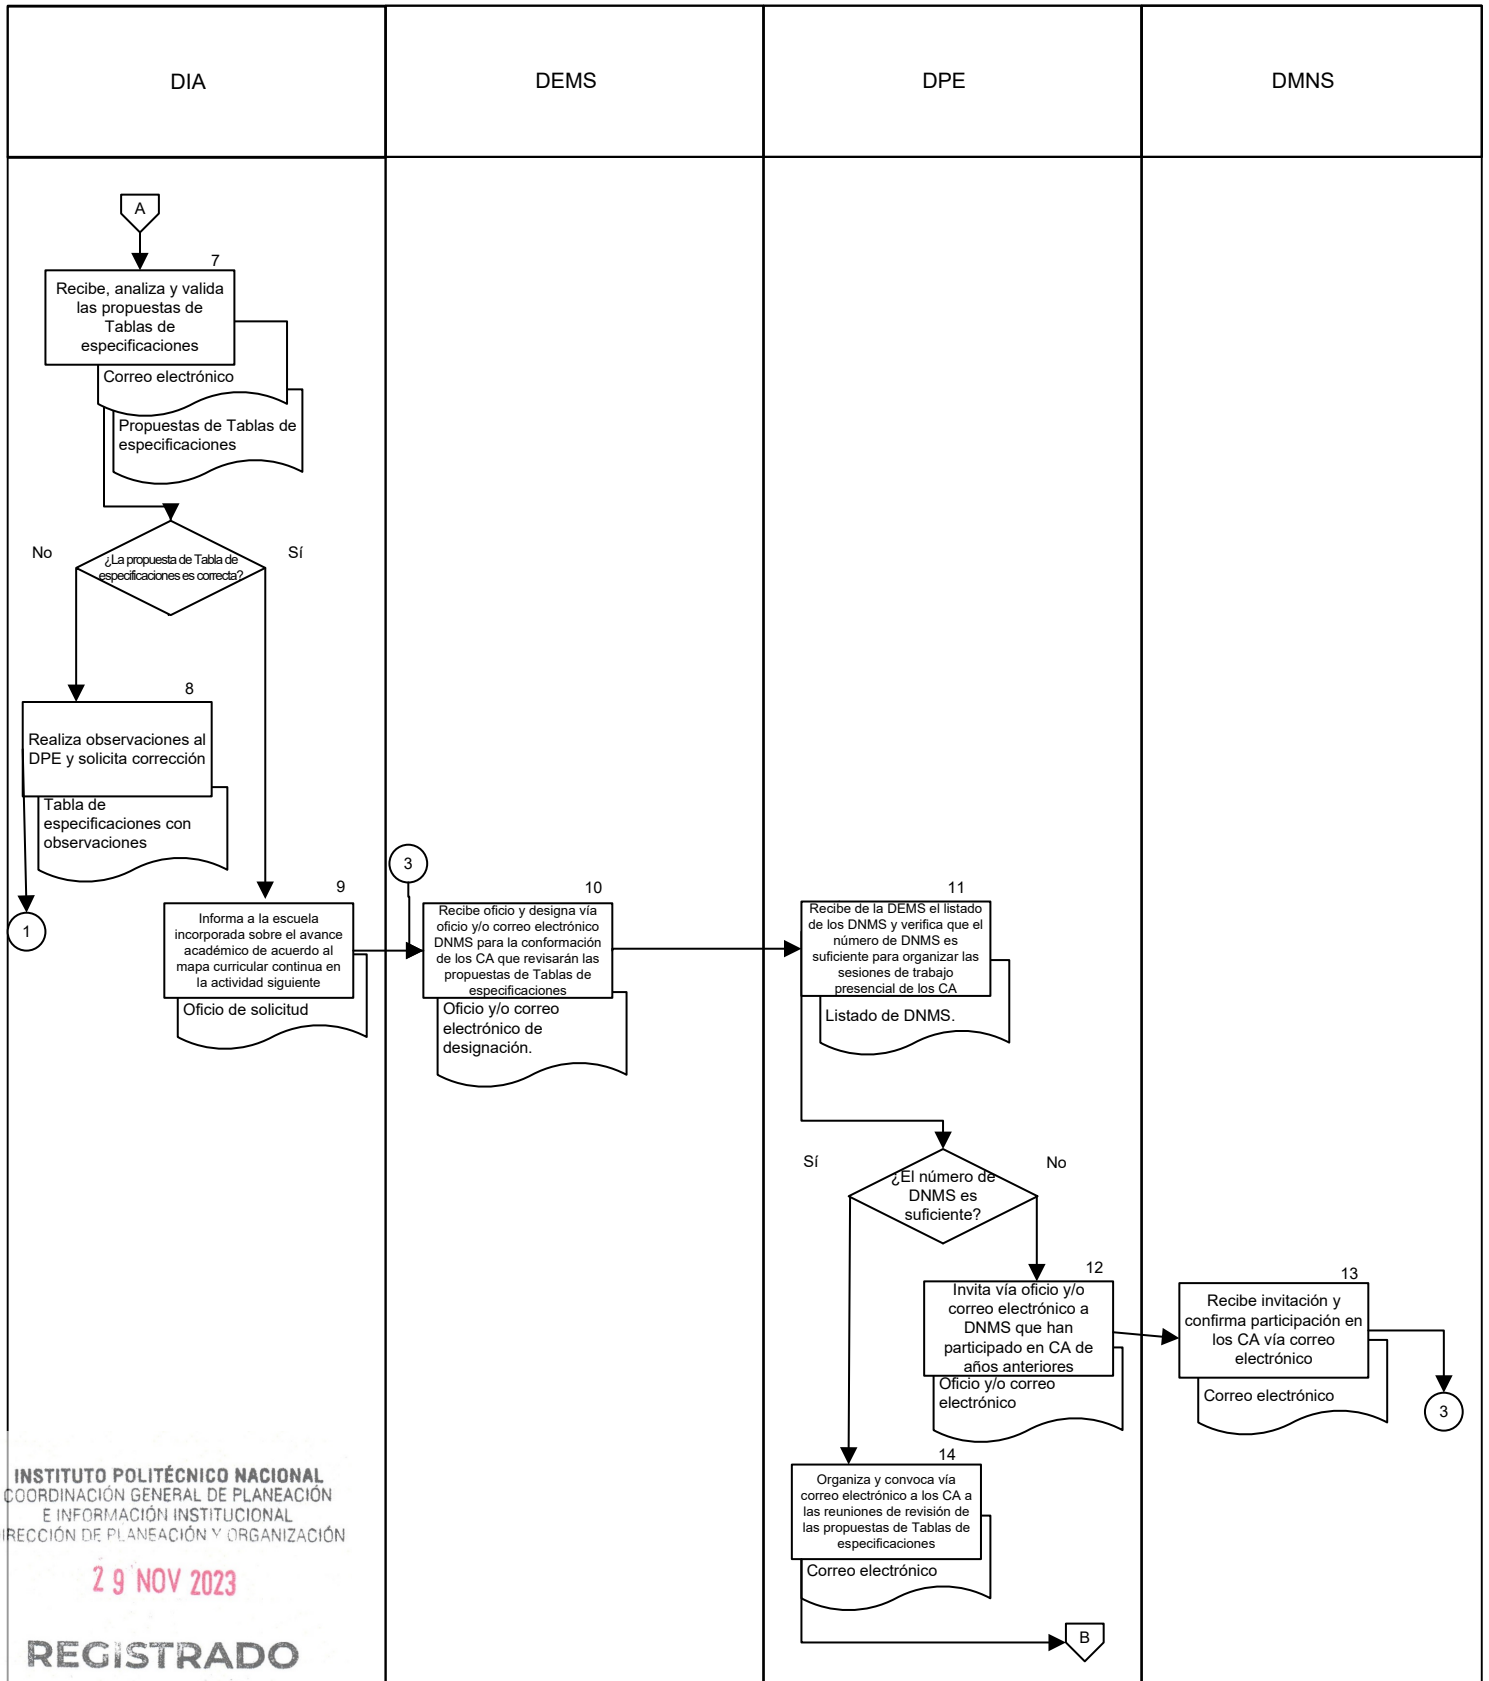 DIA
DEMS
DPE
DMNS
A
7
Recibe, analiza y valida
las propuestas de
Tablas de
especificaciones
Correo electrónico
Propuestas de Tablas de
especificaciones
No
¿La propuesta de Tabla de
especificaciones es correcta?
Sí
8
Realiza observaciones al
DPE y solicita corrección
Tabla de
especificaciones con
observaciones
1
9
Informa a la escuela
incorporada sobre el avance
académico de acuerdo al
mapa curricular continua en
la actividad siguiente
Oficio de solicitud
3
10
Recibe oficio y designa vía
oficio y/o correo electrónico
DNMS para la conformación
de los CA que revisarán las
propuestas de Tablas de
especificaciones
Oficio y/o correo
electrónico de
designación.
11
Recibe de la DEMS el listado
de los DNMS y verifica que el
número de DNMS es
suficiente para organizar las
sesiones de trabajo
presencial de los CA
Listado de DNMS.
Sí
¿El número de
DNMS es
suficiente?
No
12
Invita vía oficio y/o
correo electrónico a
DNMS que han
participado en CA de
años anteriores
Oficio y/o correo
electrónico
13
Recibe invitación y
confirma participación en
los CA vía correo
electrónico
Correo electrónico
3
14
Organiza y convoca vía
correo electrónico a los CA a
las reuniones de revisión de
las propuestas de Tablas de
especificaciones
Correo electrónico
B
INSTITUTO POLITÉCNICO NACIONAL
COORDINACIÓN GENERAL DE PLANEACIÓN
E INFORMACIÓN INSTITUCIONAL
DIRECCIÓN DE PLANEACIÓN Y ORGANIZACIÓN
29 NOV 2023
REGISTRADO